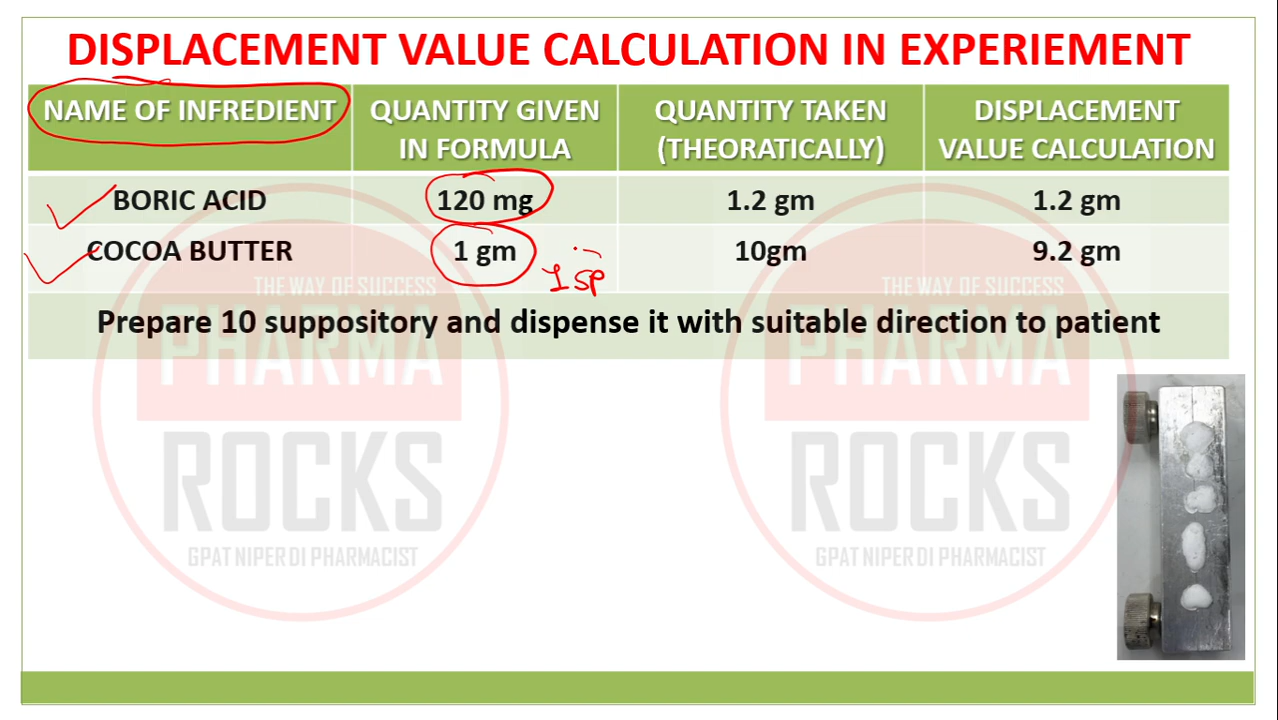 DISPLACEMENT VALUE CALCULATION IN EXPERIEMENT
NAME OF INFREDIENT
QUANTITY GIVEN
IN FORMULA
QUANTITY TAKEN
(THEORATICALLY)
DISPLACEMENT
VALUE CALCULATION
BORIC ACID
120 mg
1.2 gm
1.2 gm
COCOA BUTTER
1 gm
10gm
9.2 gm
1 SP
THE WAY OF SUCCESS
THE WAY OF SUCCESS
Prepare 10 suppository and dispense it with suitable direction to patient
PHARMA
ROCKS
GPAT NIPER DI PHARMACIST
PHARMA
ROCKS
GPAT NIPER DI PHARMACIST